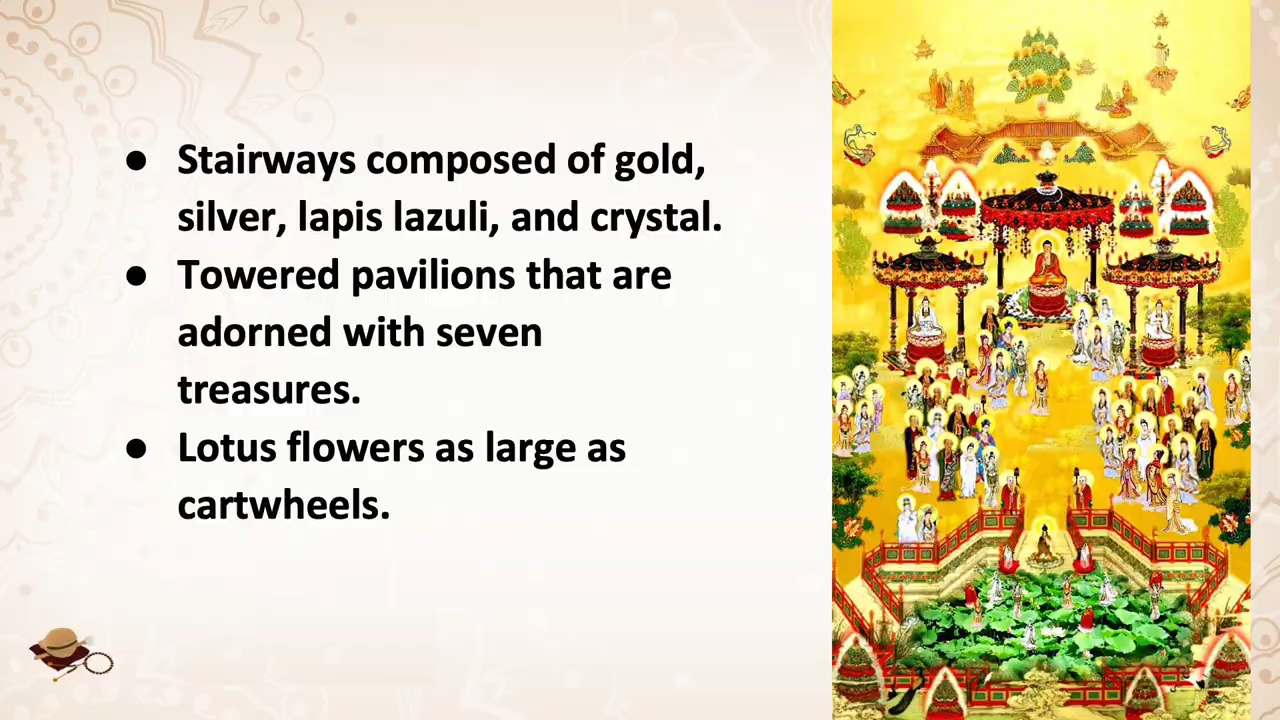 ● Stairways composed of gold,
silver, lapis lazuli, and crystal.
● Towered pavilions that are
adorned with seven
treasures.
● Lotus flowers as large as
cartwheels.